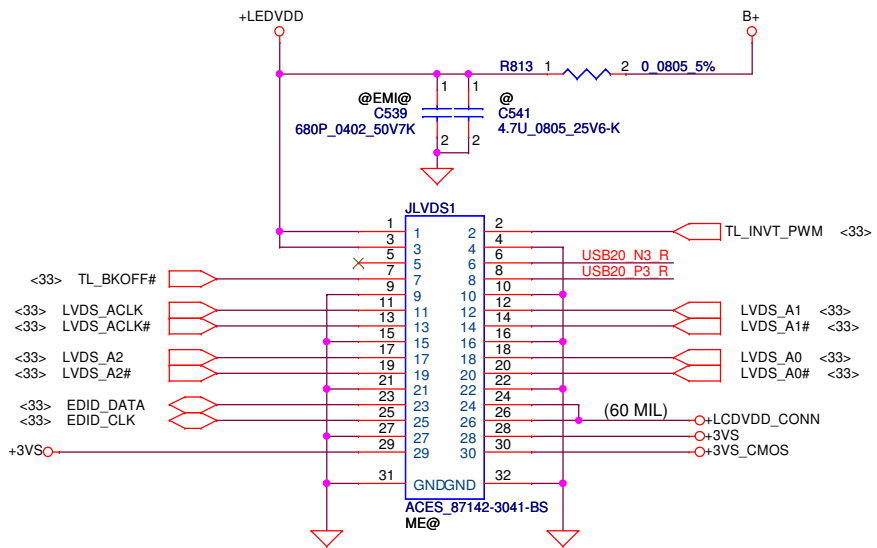 +LEDVDD B+
R813 1 2 0_0805_5%
1 1
@EMI@ @
C539 C541
680P_0402_50V7K 4.7U_0805_25V6-K
2 2
JLVDS1
1 1 2 2 TL_INVT_PWM <33>
3 3 4 4
5 5 6 6 USB20_N3_R
<33> TL_BKOFF# 7 7 8 8 USB20_P3_R
9 9 10 10
<33> LVDS_ACLK 11 11 12 12 LVDS_A1 <33>
<33> LVDS_ACLK# 13 13 14 14 LVDS_A1# <33>
15 15 16 16
<33> LVDS_A2 17 17 18 18 LVDS_A0 <33>
<33> LVDS_A2# 19 19 20 20 LVDS_A0# <33>
21 21 22 22
<33> EDID_DATA 23 23 24 24 (60 MIL)
<33> EDID_CLK 25 25 26 26 +LCDVDD_CONN
27 27 28 28 +3VS
+3VS 29 29 30 30 +3VS_CMOS
31 GND GND 32
ACES_87142-3041-BS
ME@